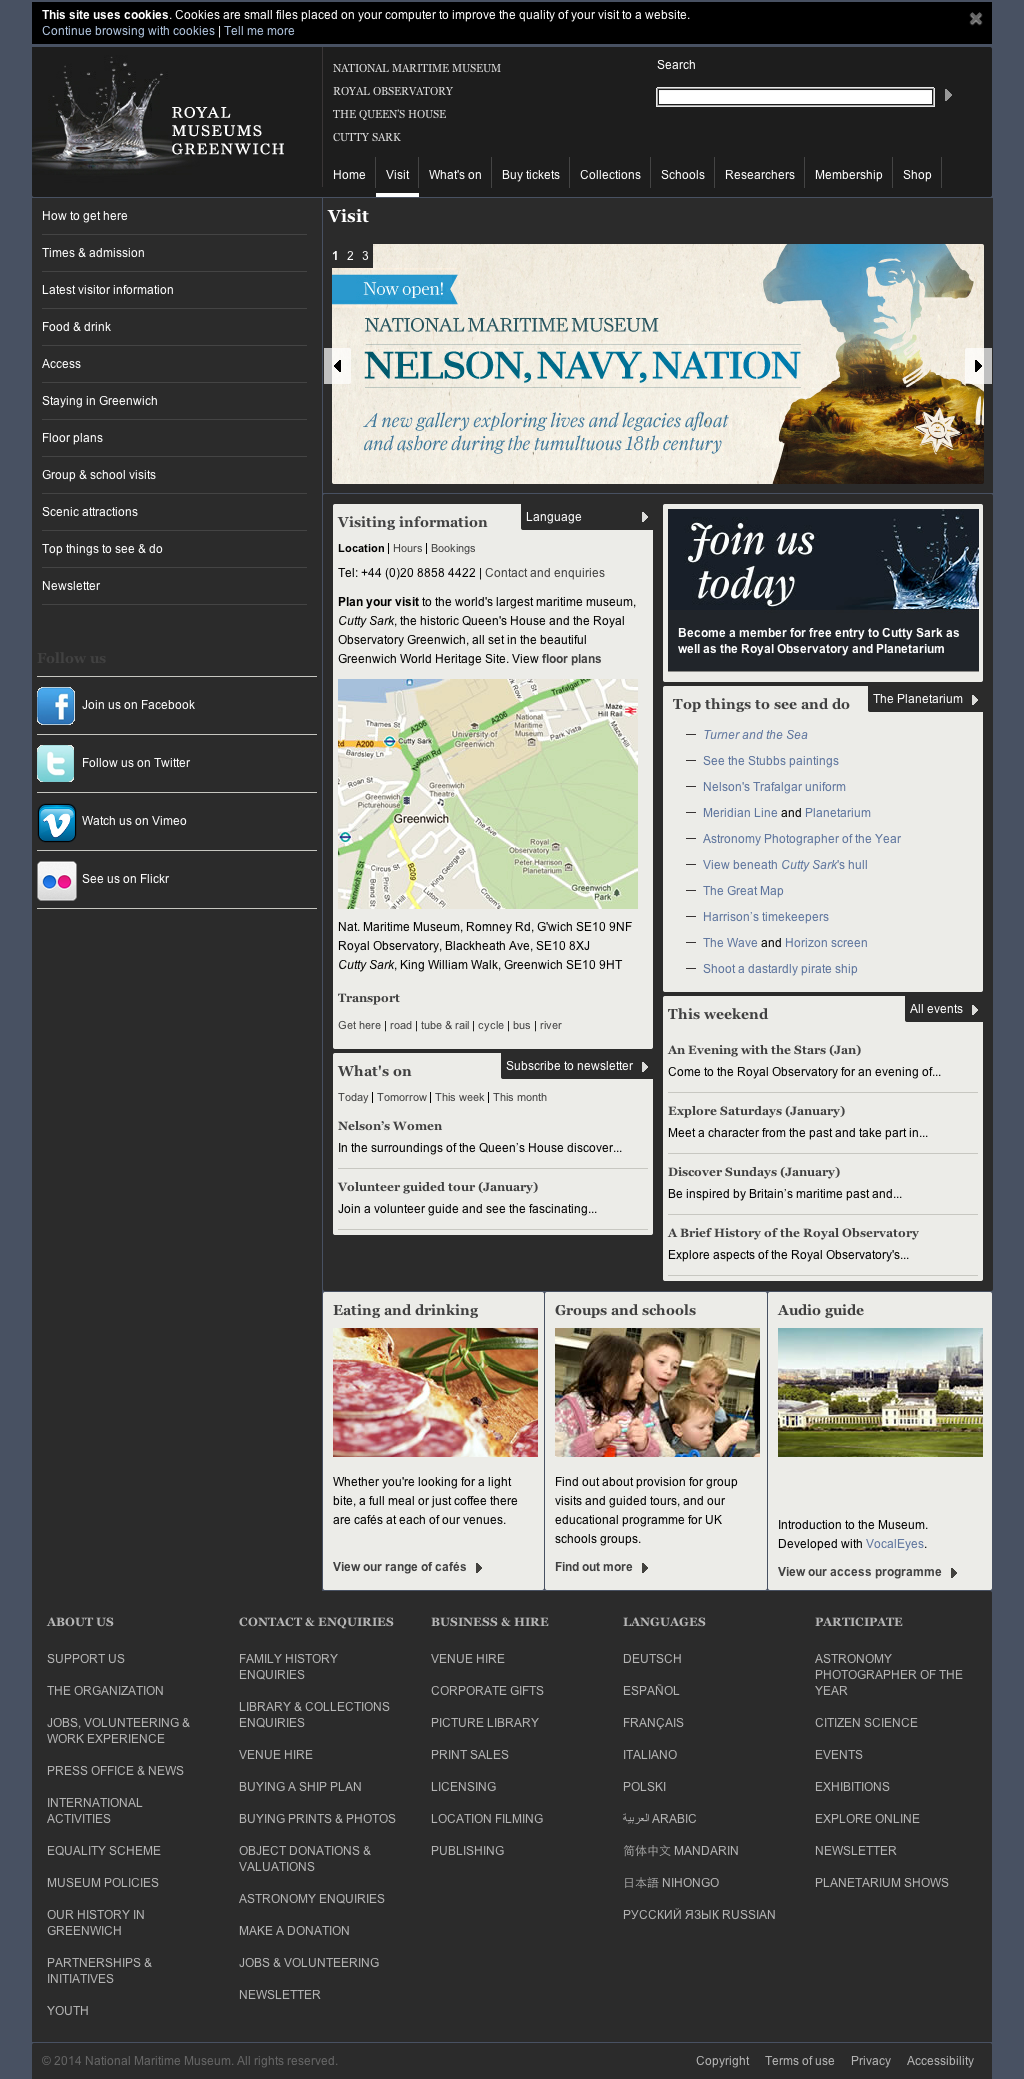 This site uses cookies. Cookies are small files placed on your computer to improve the quality of your visit to a website.
Continue browsing with cookies | Tell me more
ROYAL
MUSEUMS
GREENWICH
NATIONAL MARITIME MUSEUM
ROYAL OBSERVATORY
THE QUEEN'S HOUSE
CUTTY SARK
Search
Home
Visit
What's on
Buy tickets
Collections
Schools
Researchers
Membership
Shop
How to get here
Times & admission
Latest visitor information
Food & drink
Access
Staying in Greenwich
Floor plans
Group & school visits
Scenic attractions
Top things to see & do
Newsletter
Follow us
Join us on Facebook
Follow us on Twitter
Watch us on Vimeo
See us on Flickr
Visit
1 2 3
Now open!
NATIONAL MARITIME MUSEUM
NELSON, NAVY, NATION
A new gallery exploring lives and legacies afloat
and ashore during the tumultuous 18th century
Visiting information
Language
Location | Hours | Bookings
Tel: +44 (0)20 8858 4422 | Contact and enquiries
Plan your visit to the world's largest maritime museum,
Cutty Sark, the historic Queen's House and the Royal
Observatory Greenwich, all set in the beautiful
Greenwich World Heritage Site. View floor plans
Trafalgar R
Maze
Hill
Thames St
A206
National
Maritime
Museum
Park Vista
Maze Hill
A200
Cutty Sark
University of
Greenwich
Bardsley Ln
Nelson Rd
Roan St
Greenwich
Theatre
Greenwich
Picturehouse
Greenwich
The Ave
Royal
Observatory
Peter Harrison
Planetarium
Circus St
King George St
Greenwich
Park
Greenwich S St
Brand St
Royal Hill
B209
Luton Pl
Nat. Maritime Museum, Romney Rd, G'wich SE10 9NF
Royal Observatory, Blackheath Ave, SE10 8XJ
Cutty Sark, King William Walk, Greenwich SE10 9HT
Transport
Get here | road | tube & rail | cycle | bus | river
What's on
Subscribe to newsletter
Today | Tomorrow | This week | This month
Nelson’s Women
In the surroundings of the Queen’s House discover...
Volunteer guided tour (January)
Join a volunteer guide and see the fascinating...
Join us
today
Become a member for free entry to Cutty Sark as
well as the Royal Observatory and Planetarium
Top things to see and do
The Planetarium
Turner and the Sea
See the Stubbs paintings
Nelson's Trafalgar uniform
Meridian Line and Planetarium
Astronomy Photographer of the Year
View beneath Cutty Sark's hull
The Great Map
Harrison’s timekeepers
The Wave and Horizon screen
Shoot a dastardly pirate ship
This weekend
All events
An Evening with the Stars (Jan)
Come to the Royal Observatory for an evening of...
Explore Saturdays (January)
Meet a character from the past and take part in...
Discover Sundays (January)
Be inspired by Britain’s maritime past and...
A Brief History of the Royal Observatory
Explore aspects of the Royal Observatory's...
Eating and drinking
Whether you're looking for a light
bite, a full meal or just coffee there
are cafés at each of our venues.
View our range of cafés
Groups and schools
Find out about provision for group
visits and guided tours, and our
educational programme for UK
schools groups.
Find out more
Audio guide
Introduction to the Museum.
Developed with VocalEyes.
View our access programme
ABOUT US
SUPPORT US
THE ORGANIZATION
JOBS, VOLUNTEERING &
WORK EXPERIENCE
PRESS OFFICE & NEWS
INTERNATIONAL
ACTIVITIES
EQUALITY SCHEME
MUSEUM POLICIES
OUR HISTORY IN
GREENWICH
PARTNERSHIPS &
INITIATIVES
YOUTH
CONTACT & ENQUIRIES
FAMILY HISTORY
ENQUIRIES
LIBRARY & COLLECTIONS
ENQUIRIES
VENUE HIRE
BUYING A SHIP PLAN
BUYING PRINTS & PHOTOS
OBJECT DONATIONS &
VALUATIONS
ASTRONOMY ENQUIRIES
MAKE A DONATION
JOBS & VOLUNTEERING
NEWSLETTER
BUSINESS & HIRE
VENUE HIRE
CORPORATE GIFTS
PICTURE LIBRARY
PRINT SALES
LICENSING
LOCATION FILMING
PUBLISHING
LANGUAGES
DEUTSCH
ESPAÑOL
FRANÇAIS
ITALIANO
POLSKI
العربية ARABIC
简体中文 MANDARIN
日本語 NIHONGO
РУССКИЙ ЯЗЫК RUSSIAN
PARTICIPATE
ASTRONOMY
PHOTOGRAPHER OF THE
YEAR
CITIZEN SCIENCE
EVENTS
EXHIBITIONS
EXPLORE ONLINE
NEWSLETTER
PLANETARIUM SHOWS
© 2014 National Maritime Museum. All rights reserved.
Copyright
Terms of use
Privacy
Accessibility